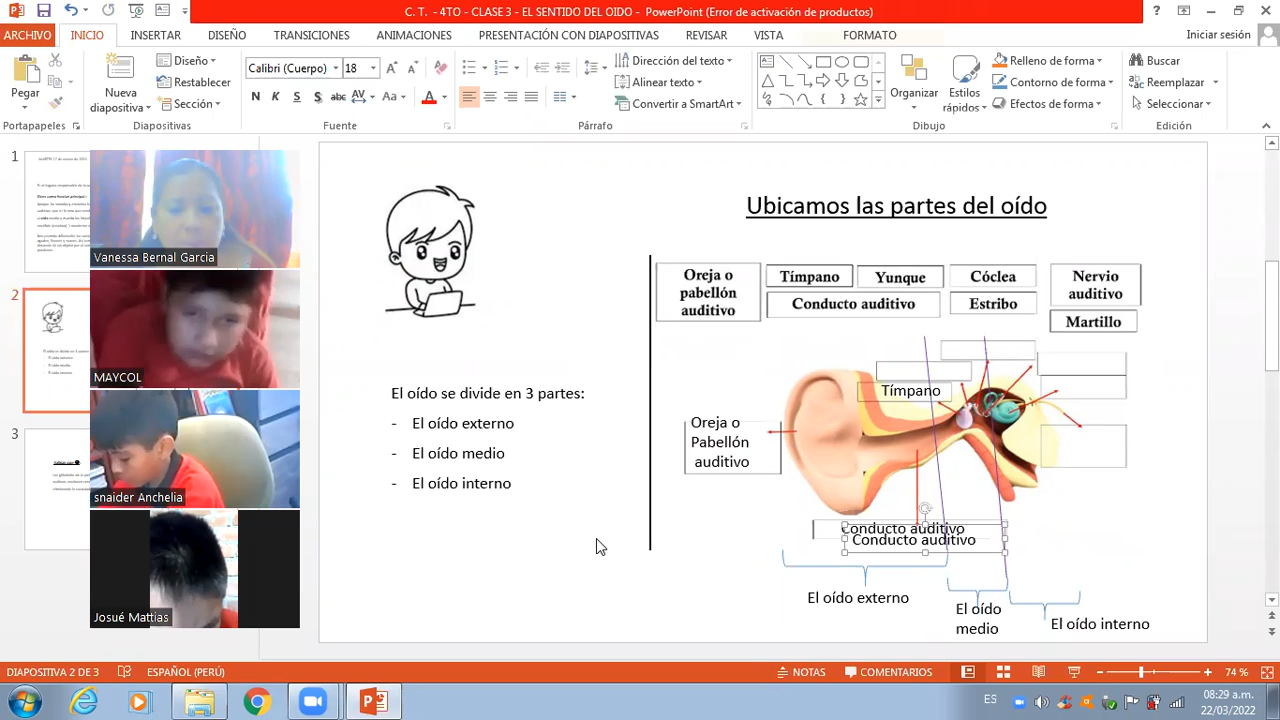 C. T. - 4TO - CLASE 3 - EL SENTIDO DEL OIDO - PowerPoint (Error de activación de productos)
ARCHIVO INICIO INSERTAR DISEÑO TRANSICIONES ANIMACIONES PRESENTACIÓN CON DIAPOSITIVAS REVISAR VISTA FORMATO Iniciar sesión
Pegar
Nueva diapositiva
Diseño
Restablecer
Sección
Calibri (Cuerpo) 18
N K S S abc AV Aa A
Dirección del texto
Alinear texto
Convertir a SmartArt
Organizar
Estilos rápidos
Relleno de forma
Contorno de forma
Efectos de forma
Buscar
Reemplazar
Seleccionar
Portapapeles Diapositivas Fuente Párrafo Dibujo Edición
1
2
3
Vanessa Bernal Garcia
MAYCOL
snaider Anchelia
Josué Mattias
Ubicamos las partes del oído
Oreja o
pabellón
auditivo
Tímpano
Yunque
Cóclea
Nervio
auditivo
Conducto auditivo
Estribo
Martillo
El oído se divide en 3 partes:
- El oído externo
- El oído medio
- El oído interno
Tímpano
Oreja o
Pabellón
auditivo
Conducto auditivo
Conducto auditivo
El oído externo
El oído
medio
El oído interno
DIAPOSITIVA 2 DE 3 ESPAÑOL (PERÚ) NOTAS COMENTARIOS 74 %
ES
08:29 a.m.
22/03/2022